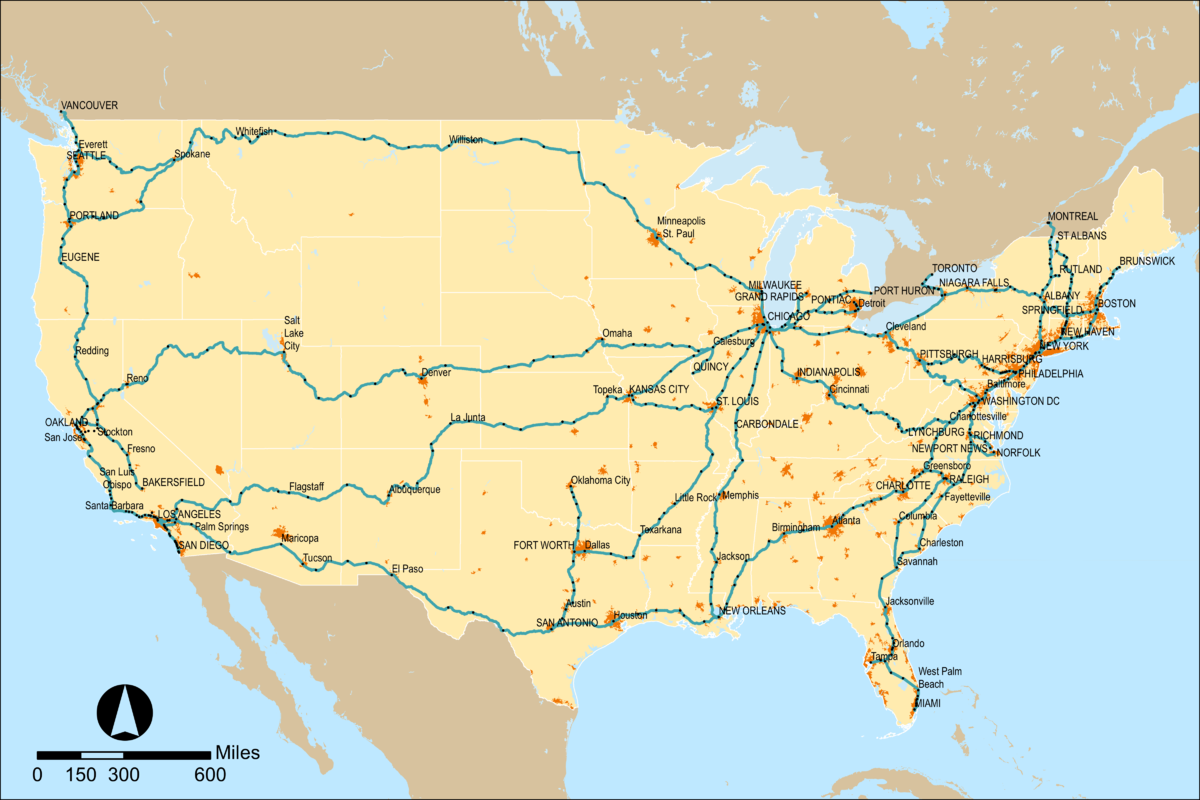 VANCOUVER
Everett
SEATTLE
Spokane
Whitefish
Williston
PORTLAND
EUGENE
Minneapolis
St. Paul
MONTREAL
ST ALBANS
RUTLAND
BRUNSWICK
TORONTO
NIAGARA FALLS
MILWAUKEE
GRAND RAPIDS
PONTIAC
PORT HURON
Detroit
ALBANY
BOSTON
SPRINGFIELD
NEW HAVEN
NEW YORK
CHICAGO
Cleveland
Salt
Lake
City
Omaha
Galesburg
Redding
Reno
Denver
QUINCY
PITTSBURGH
HARRISBURG
PHILADELPHIA
INDIANAPOLIS
Cincinnati
Baltimore
WASHINGTON DC
Topeka
KANSAS CITY
ST. LOUIS
La Junta
CARBONDALE
Charlottesville
OAKLAND
Stockton
San Jose
Fresno
LYNCHBURG
RICHMOND
NEWPORT NEWS
NORFOLK
San Luis
Obispo
BAKERSFIELD
Flagstaff
Albuquerque
Oklahoma City
Greensboro
RALEIGH
CHARLOTTE
Fayetteville
Santa Barbara
LOS ANGELES
Palm Springs
Little Rock
Memphis
Columbia
SAN DIEGO
Maricopa
Tucson
Texarkana
Birmingham
Atlanta
Charleston
Savannah
El Paso
FORT WORTH
Dallas
Jackson
Austin
SAN ANTONIO
Houston
NEW ORLEANS
Jacksonville
Orlando
Tampa
West Palm
Beach
MIAMI
Miles
0 150 300 600